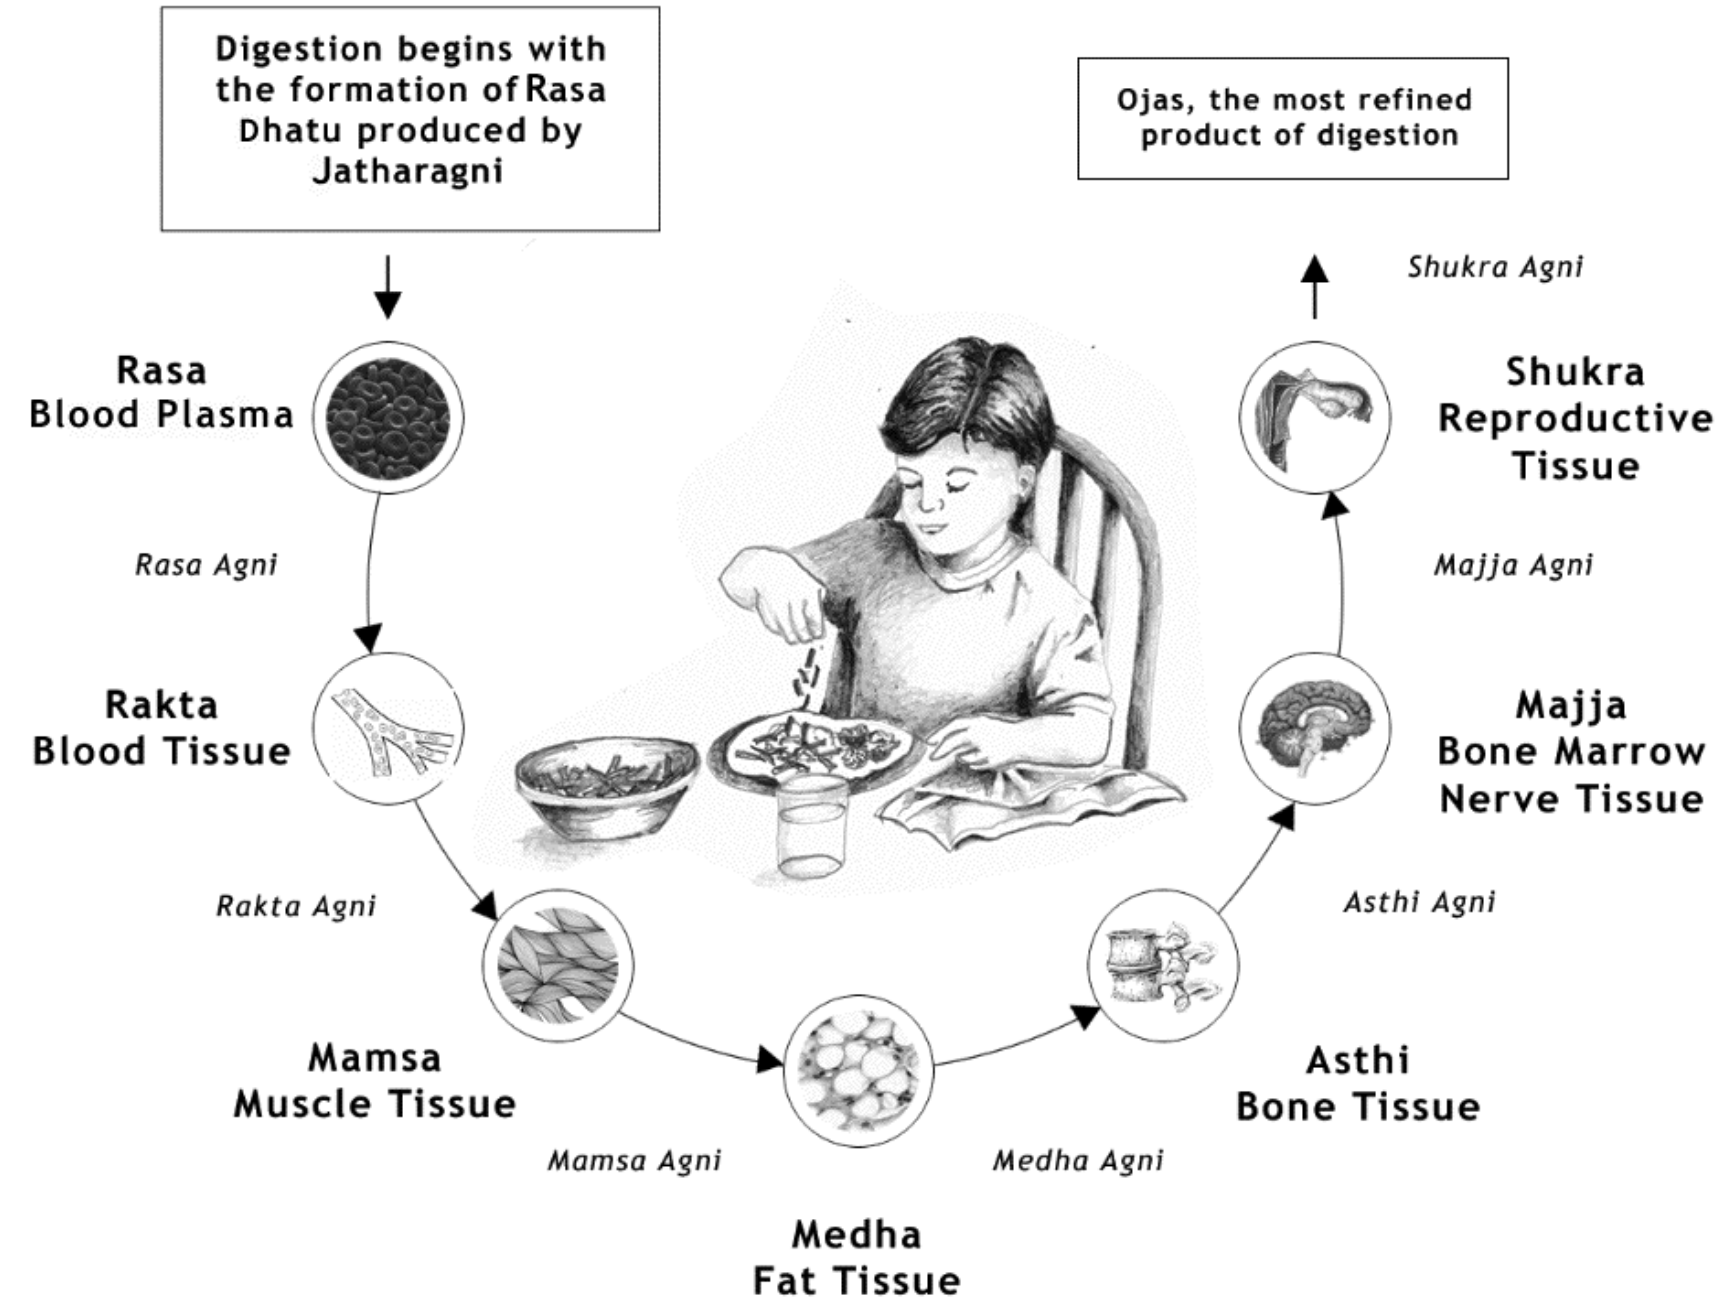 Digestion begins with
the formation of Rasa
Dhatu produced by
Jatharagni
Ojas, the most refined
product of digestion
Shukra Agni
Rasa
Blood Plasma
Shukra
Reproductive
Tissue
Rasa Agni
Majja Agni
Rakta
Blood Tissue
Majja
Bone Marrow
Nerve Tissue
Rakta Agni
Asthi Agni
Mamsa
Muscle Tissue
Asthi
Bone Tissue
Mamsa Agni
Medha Agni
Medha
Fat Tissue